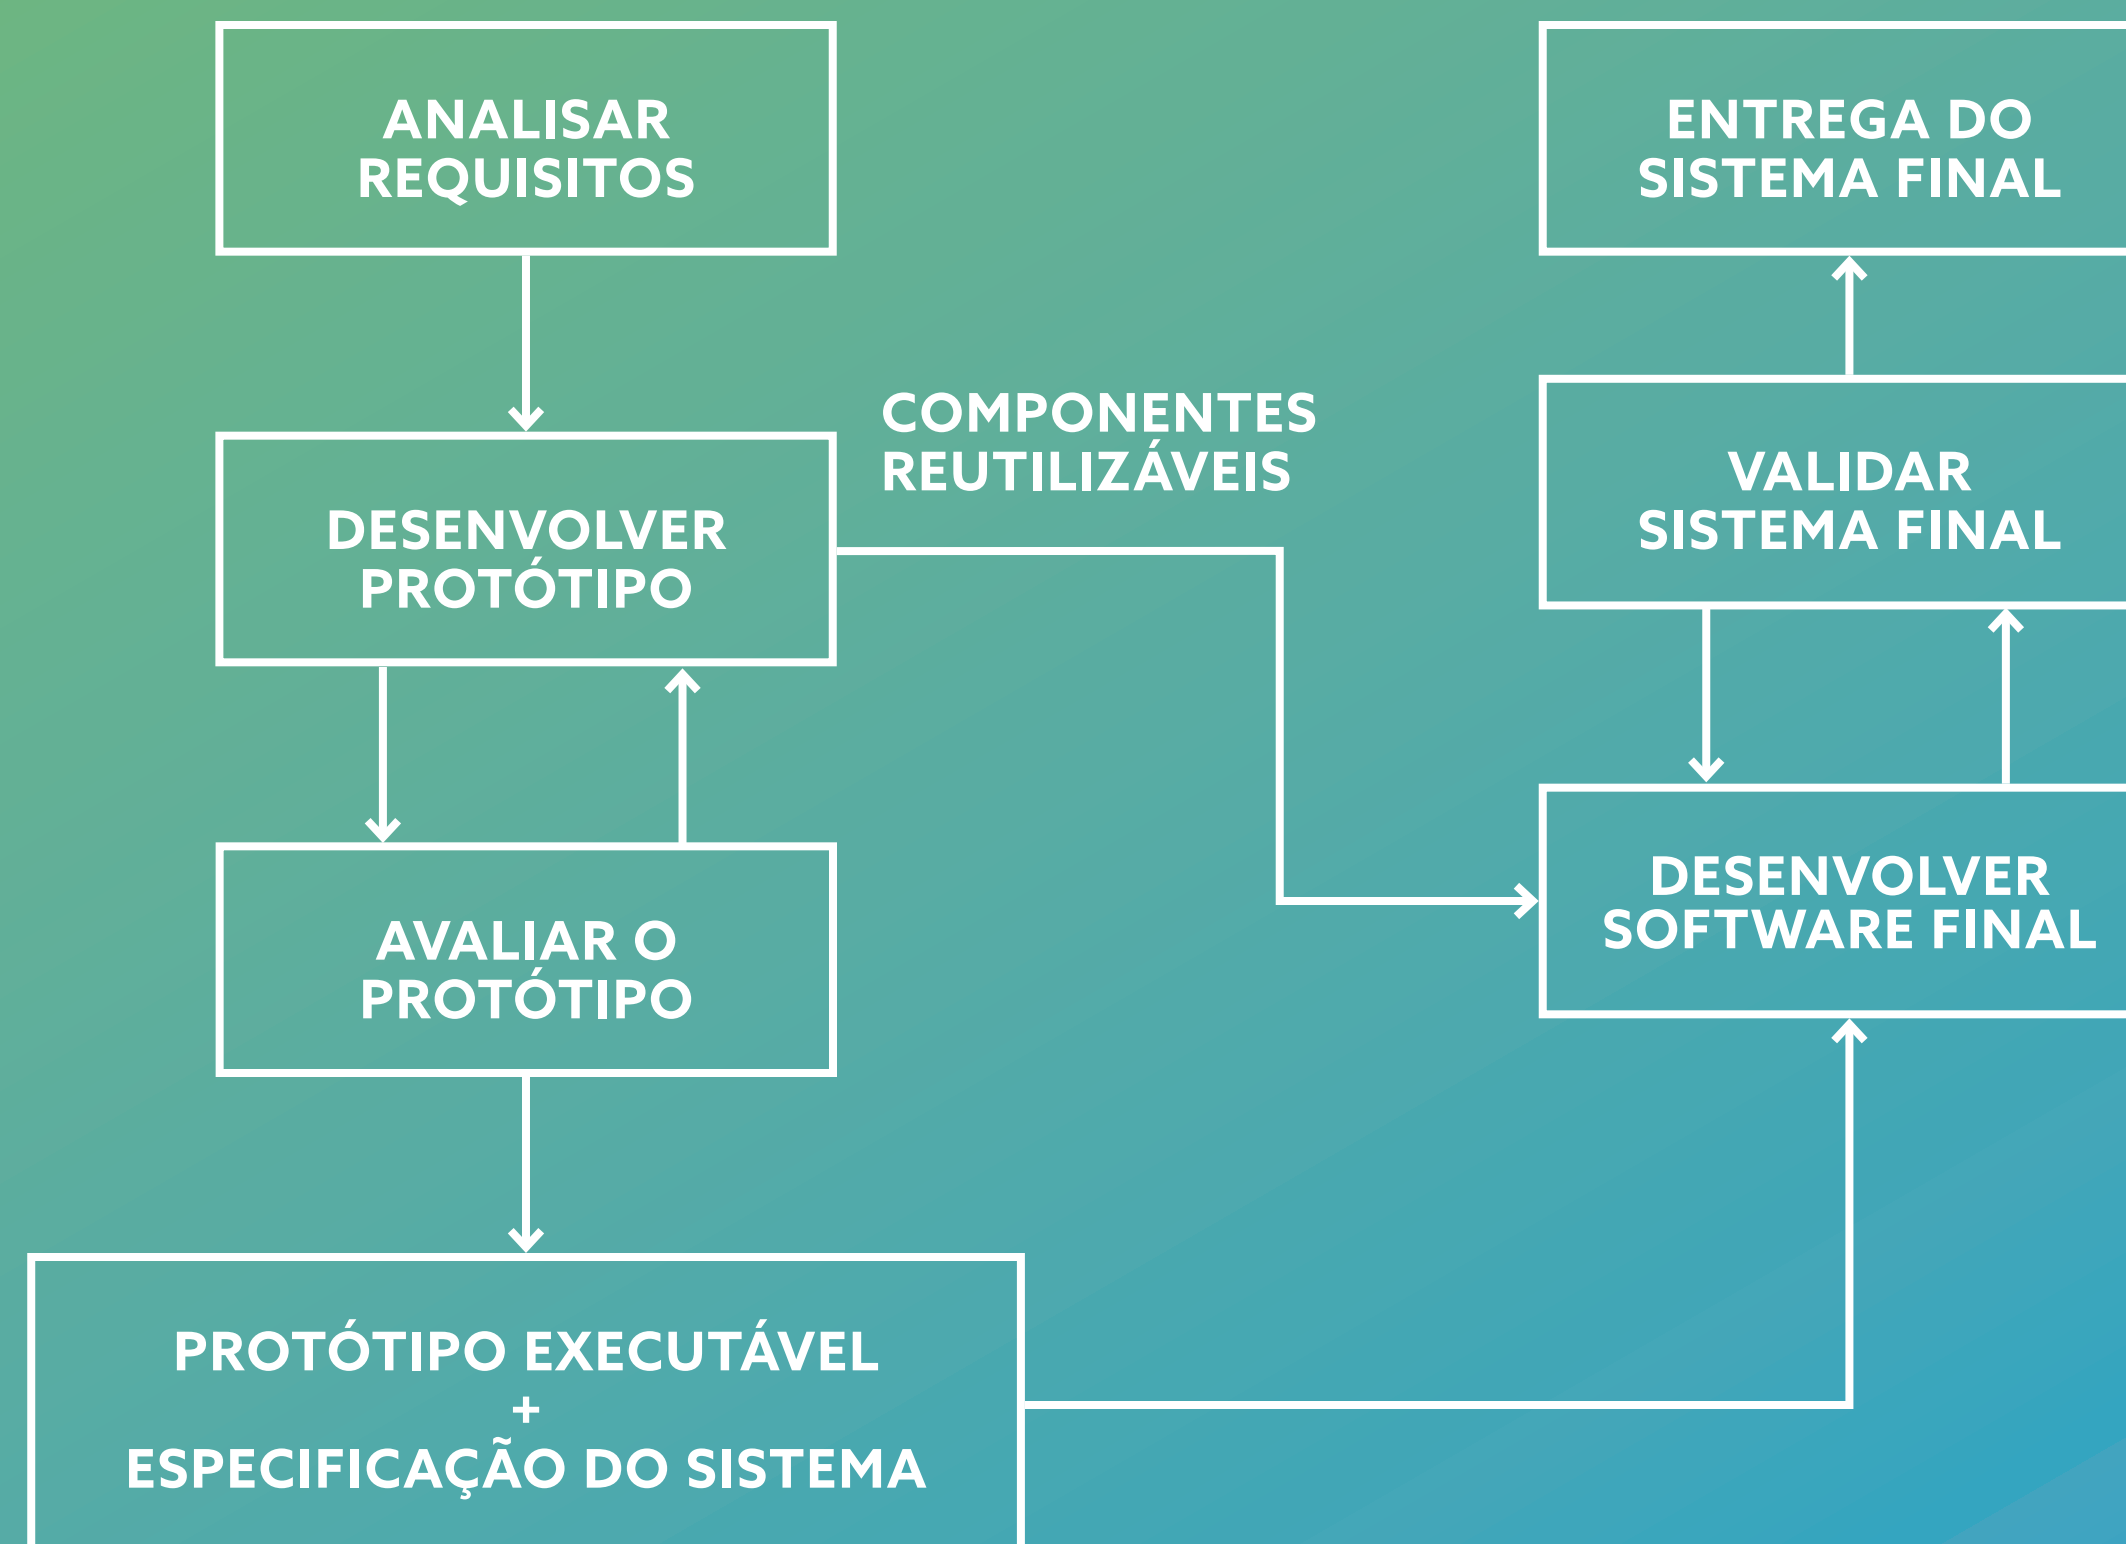 ANALISAR
REQUISITOS
DESENVOLVER
PROTÓTIPO
COMPONENTES
REUTILIZÁVEIS
AVALIAR O
PROTÓTIPO
PROTÓTIPO EXECUTÁVEL
+
ESPECIFICAÇÃO DO SISTEMA
ENTREGA DO
SISTEMA FINAL
VALIDAR
SISTEMA FINAL
DESENVOLVER
SOFTWARE FINAL